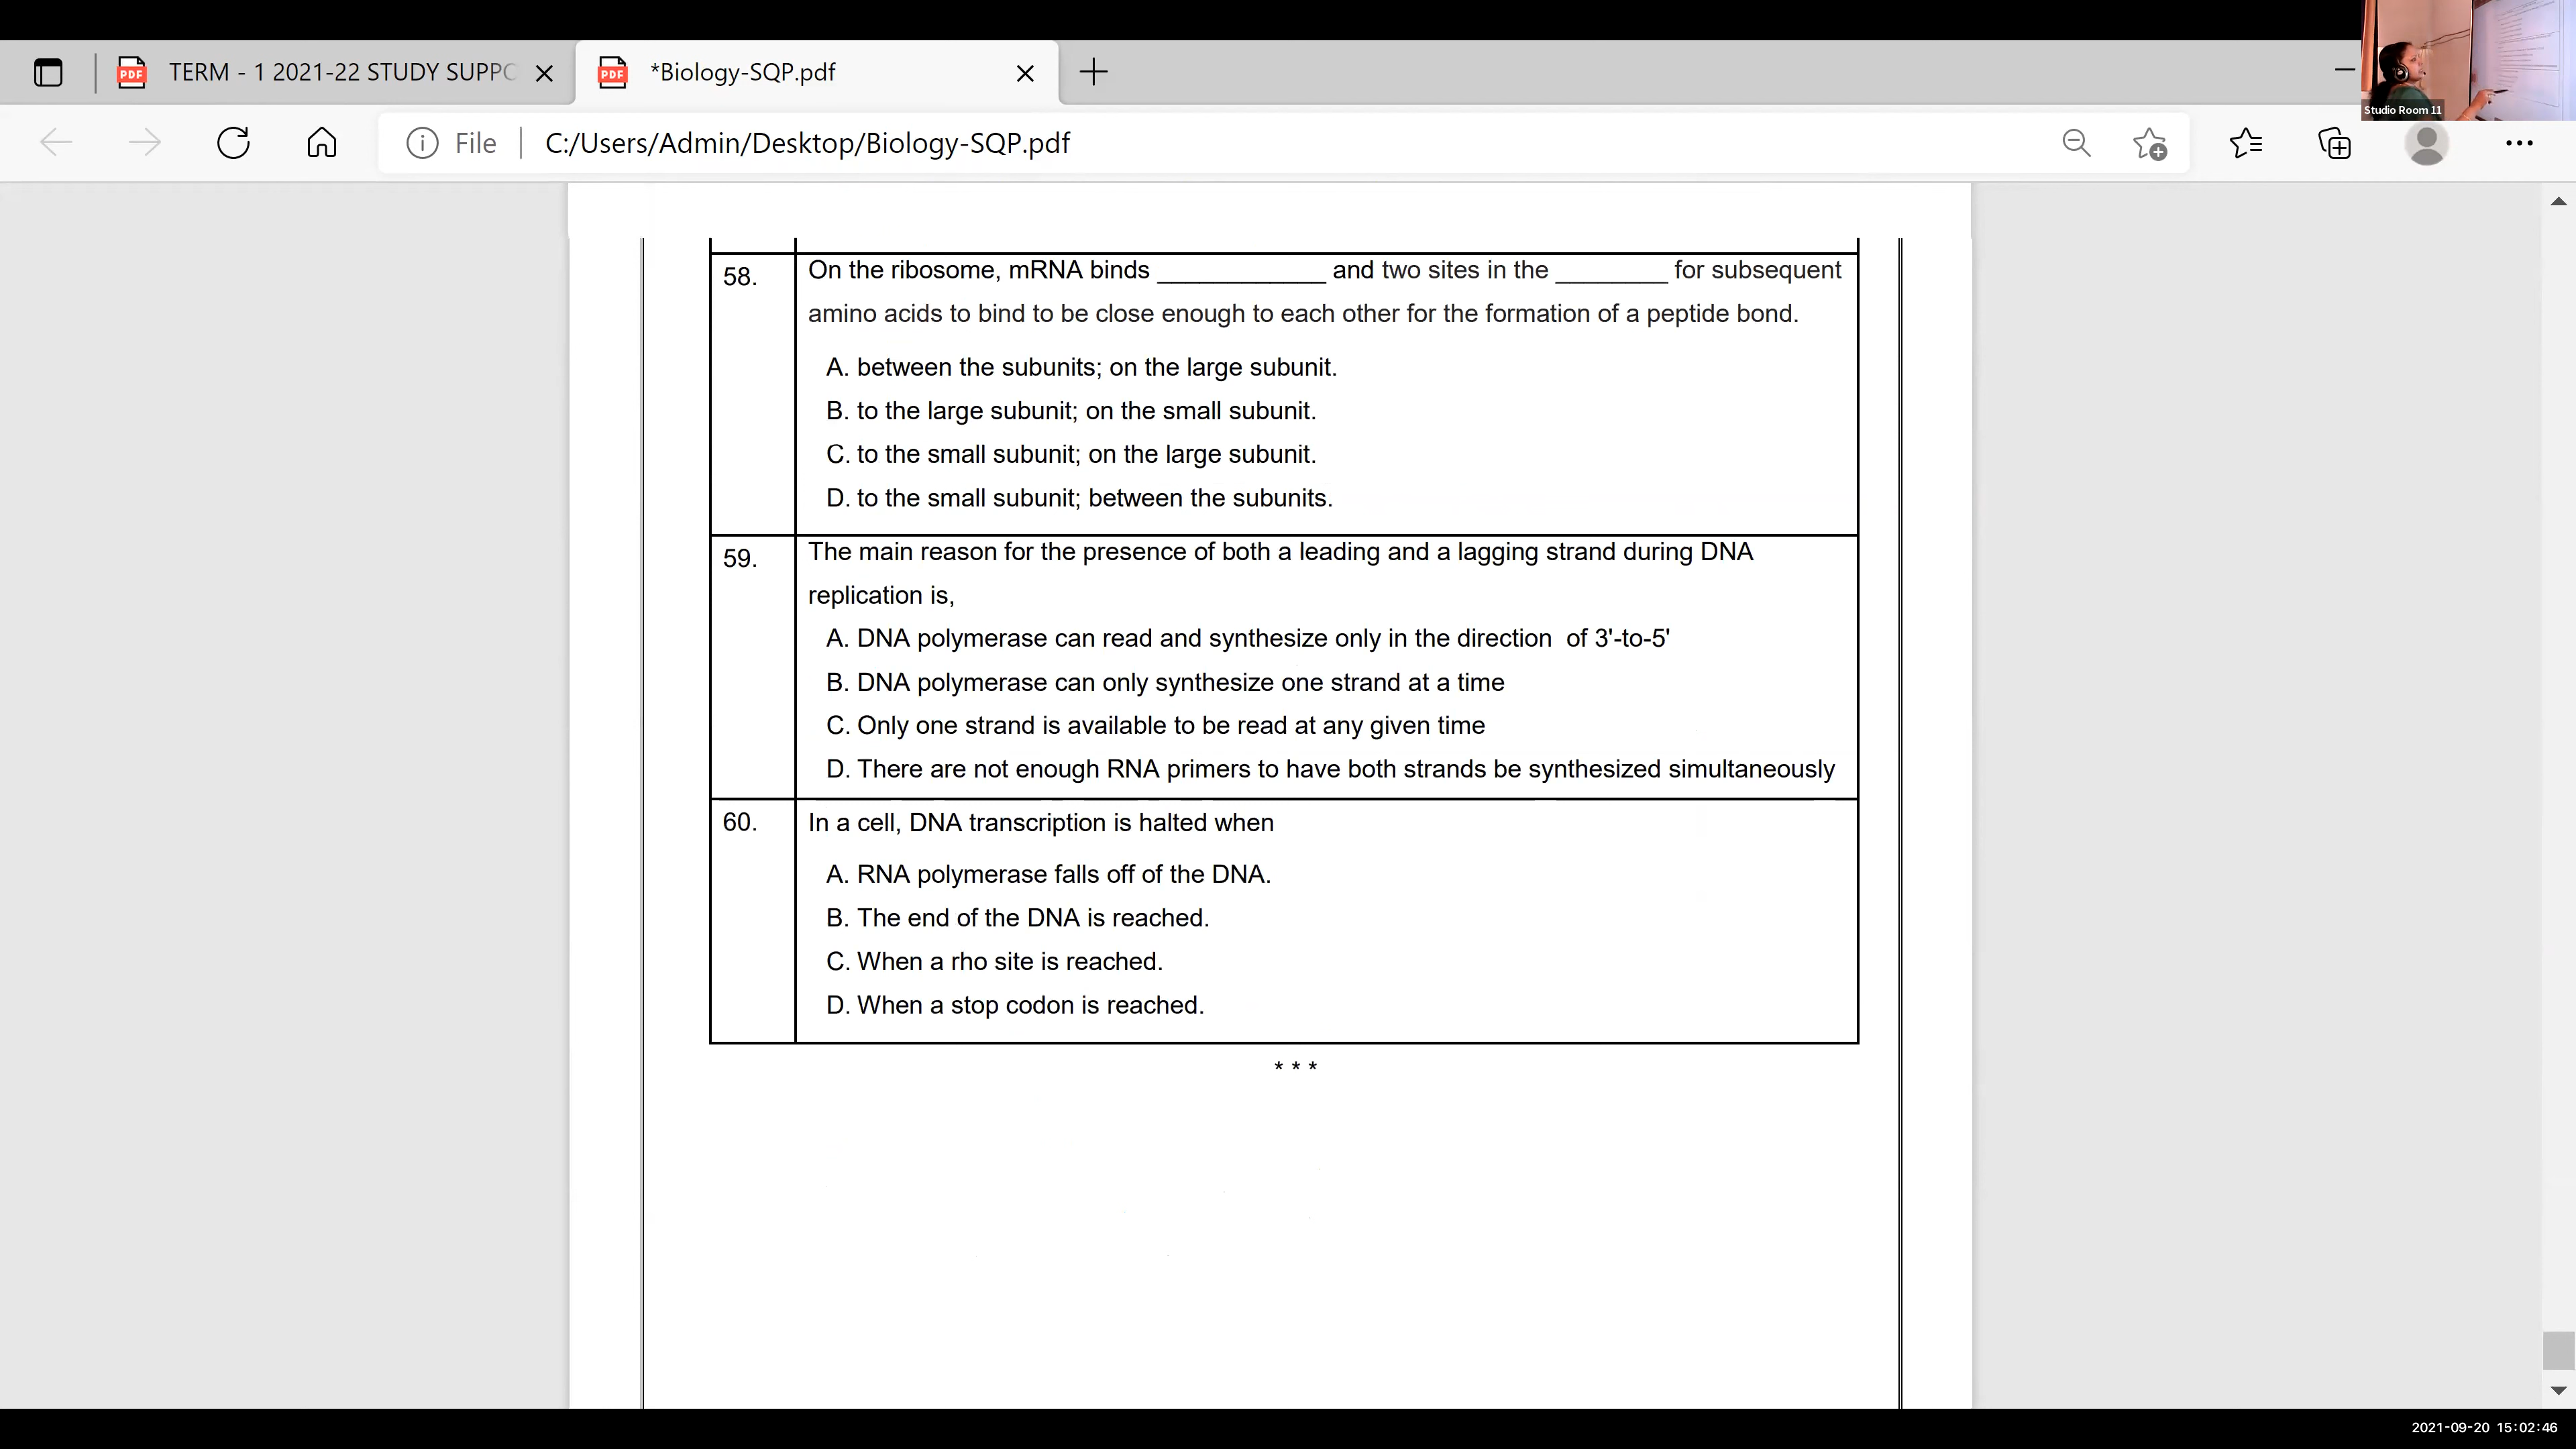 TERM - 1 2021-22 STUDY SUPPO
*Biology-SQP.pdf
Studio Room 11
File
C:/Users/Admin/Desktop/Biology-SQP.pdf
58.
On the ribosome, mRNA binds ____________ and two sites in the ________ for subsequent
amino acids to bind to be close enough to each other for the formation of a peptide bond.
A. between the subunits; on the large subunit.
B. to the large subunit; on the small subunit.
C. to the small subunit; on the large subunit.
D. to the small subunit; between the subunits.
59.
The main reason for the presence of both a leading and a lagging strand during DNA
replication is,
A. DNA polymerase can read and synthesize only in the direction of 3'-to-5'
B. DNA polymerase can only synthesize one strand at a time
C. Only one strand is available to be read at any given time
D. There are not enough RNA primers to have both strands be synthesized simultaneously
60.
In a cell, DNA transcription is halted when
A. RNA polymerase falls off of the DNA.
B. The end of the DNA is reached.
C. When a rho site is reached.
D. When a stop codon is reached.
* * *
2021-09-20 15:02:46